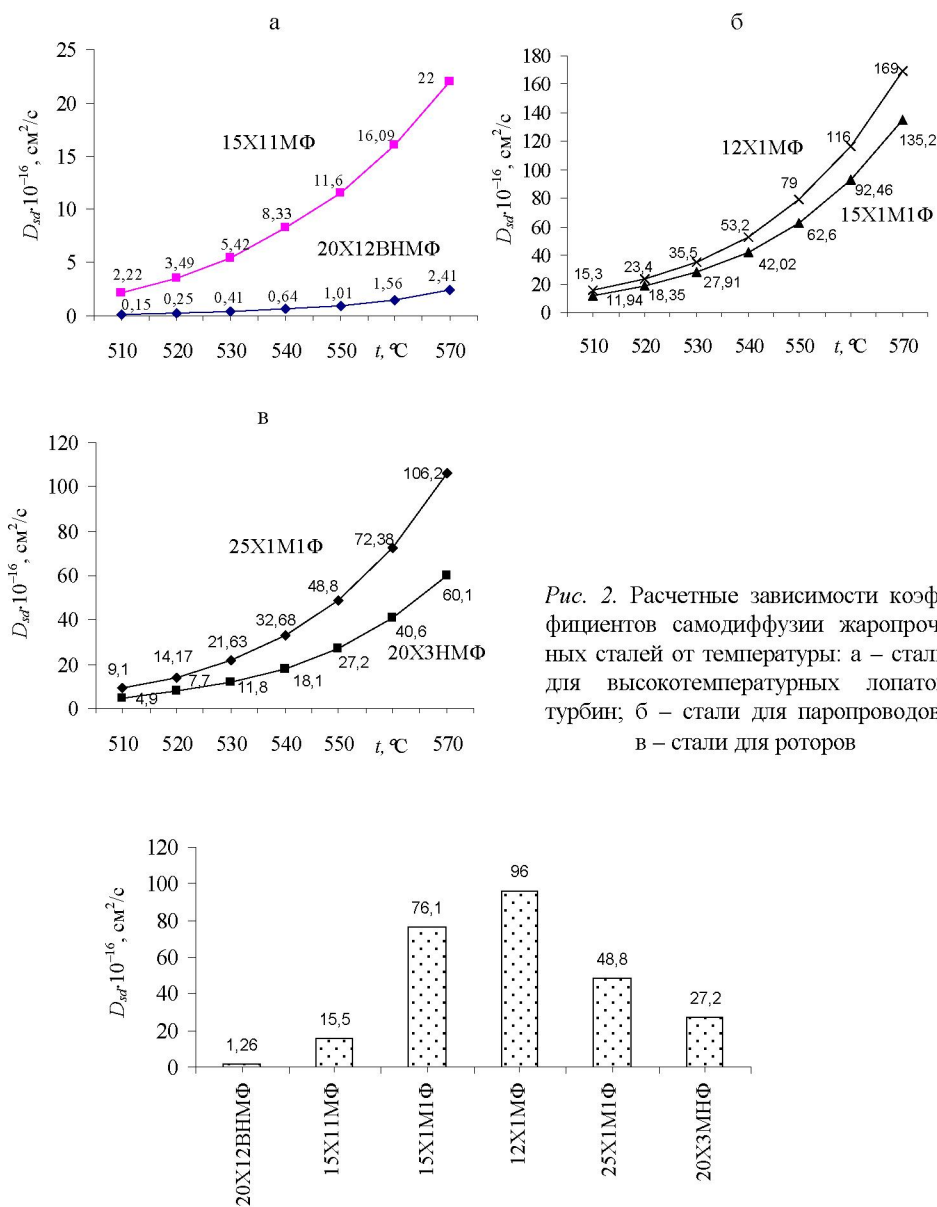 а
D_sd·10⁻¹⁶, см²/с
25
20
15
10
5
0
15Х11МФ
20Х12ВНМФ
2,22
3,49
5,42
8,33
11,6
16,09
22
0,15
0,25
0,41
0,64
1,01
1,56
2,41
510 520 530 540 550 t, °С 570
б
D_sd·10⁻¹⁶, см²/с
180
160
140
120
100
80
60
40
20
0
12Х1МФ
15Х1М1Ф
15,3
23,4
35,5
53,2
79
116
169
11,94
18,35
27,91
42,02
62,6
92,46
135,2
510 520 530 540 550 t, °С 570
в
D_sd·10⁻¹⁶, см²/с
120
100
80
60
40
20
0
25Х1М1Ф
20Х3НМФ
9,1
14,17
21,63
32,68
48,8
72,38
106,2
4,9
7,7
11,8
18,1
27,2
40,6
60,1
510 520 530 540 550 t, °С 570
Рис. 2. Расчетные зависимости коэф-
фициентов самодиффузии жаропроч-
ных сталей от температуры: а – стали
для высокотемпературных лопаток
турбин; б – стали для паропроводов
в – стали для роторов
D_sd·10⁻¹⁶, см²/с
120
100
80
60
40
20
0
1,26
15,5
76,1
96
48,8
27,2
20Х12ВНМФ
15Х11МФ
15Х1М1Ф
12Х1МФ
25Х1М1Ф
20Х3МНФ